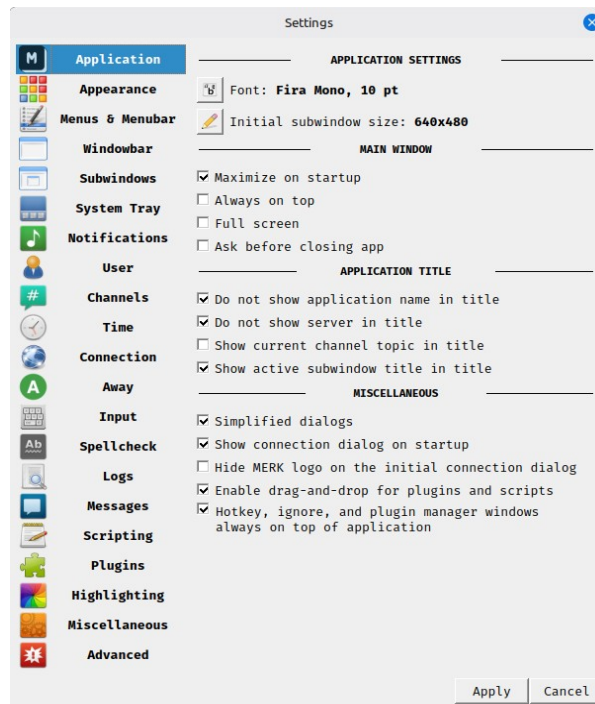 Settings
Application
Appearance
Menus & Menubar
Windowbar
Subwindows
System Tray
Notifications
User
Channels
Time
Connection
Away
Input
Spellcheck
Logs
Messages
Scripting
Plugins
Highlighting
Miscellaneous
Advanced
APPLICATION SETTINGS
Font: Fira Mono, 10 pt
Initial subwindow size: 640x480
MAIN WINDOW
Maximize on startup
Always on top
Full screen
Ask before closing app
APPLICATION TITLE
Do not show application name in title
Do not show server in title
Show current channel topic in title
Show active subwindow title in title
MISCELLANEOUS
Simplified dialogs
Show connection dialog on startup
Hide MERK logo on the initial connection dialog
Enable drag-and-drop for plugins and scripts
Hotkey, ignore, and plugin manager windows
always on top of application
Apply
Cancel